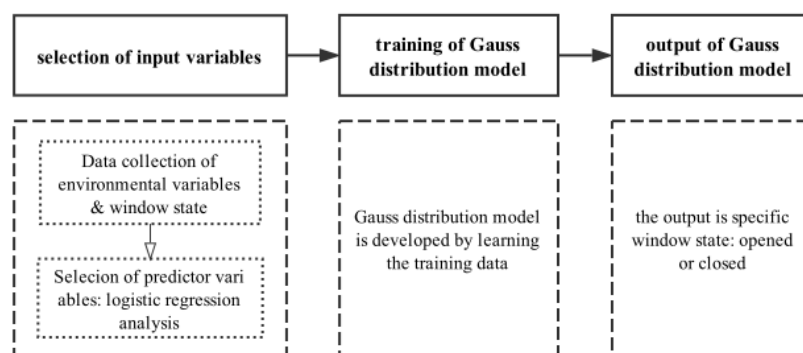 selection of input variables
training of Gauss
distribution model
output of Gauss
distribution model
Data collection of
environmental variables
& window state
Selecion of predictor vari
ables: logistic regression
analysis
Gauss distribution model
is developed by learning
the training data
the output is specific
window state: opened
or closed